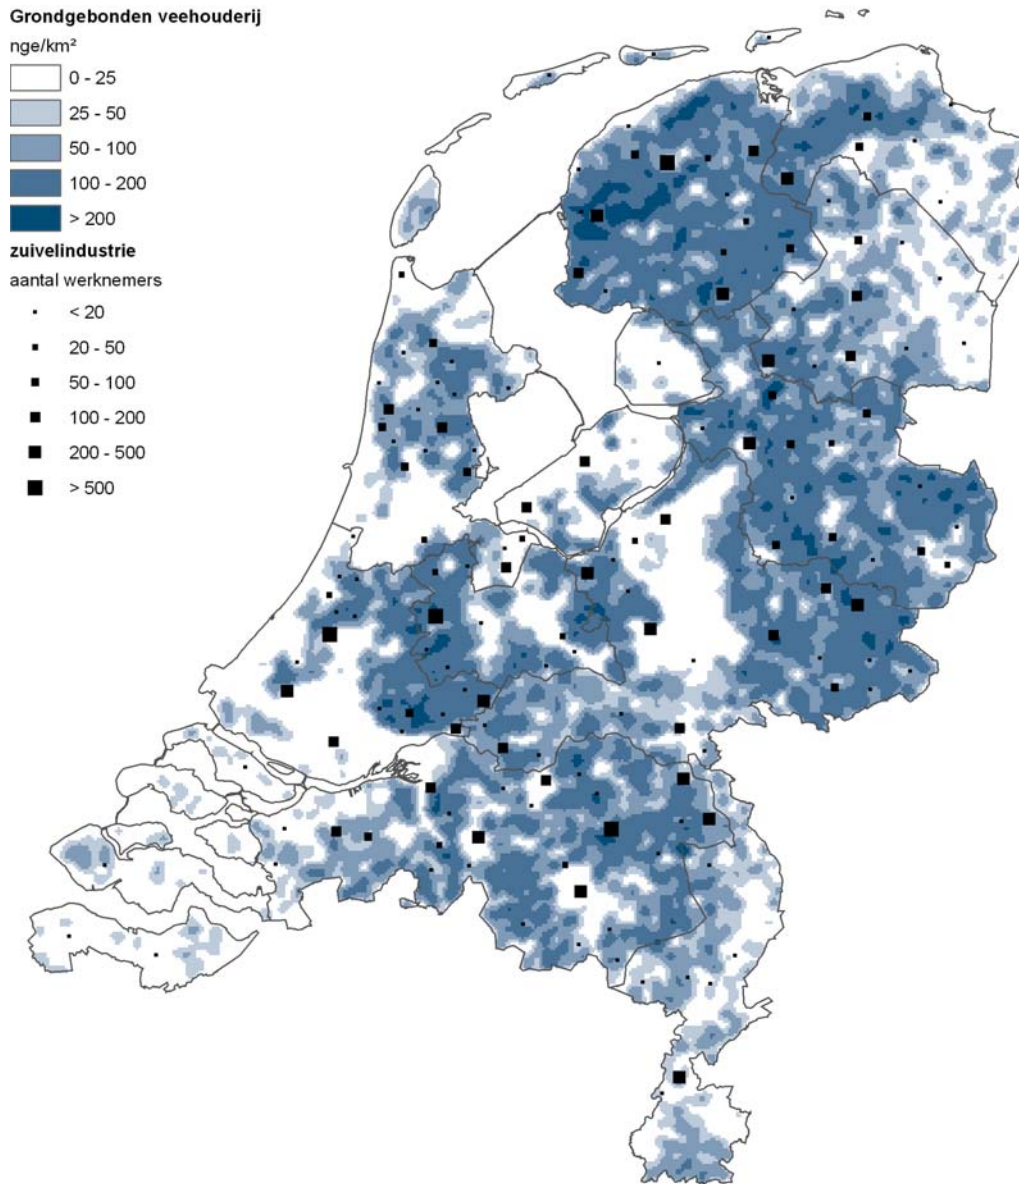 Grondgebonden veehouderij
nge/km²
0 - 25
25 - 50
50 - 100
100 - 200
> 200
zuivelindustrie
aantal werknemers
< 20
20 - 50
50 - 100
100 - 200
200 - 500
> 500